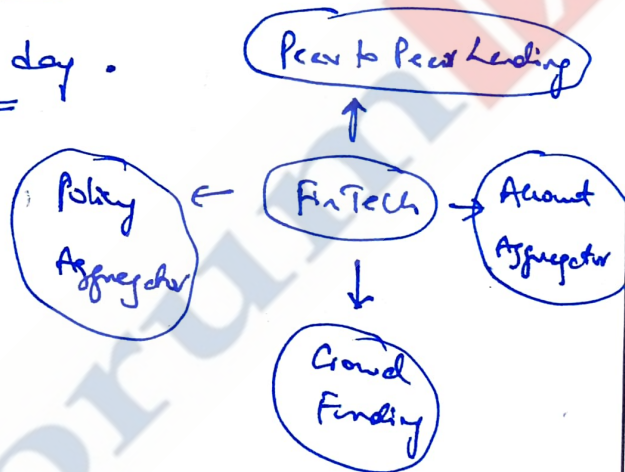 day.
Peer to Peer Lending
Policy
Aggregator
FinTech
Account
Aggregator
Crowd
Funding